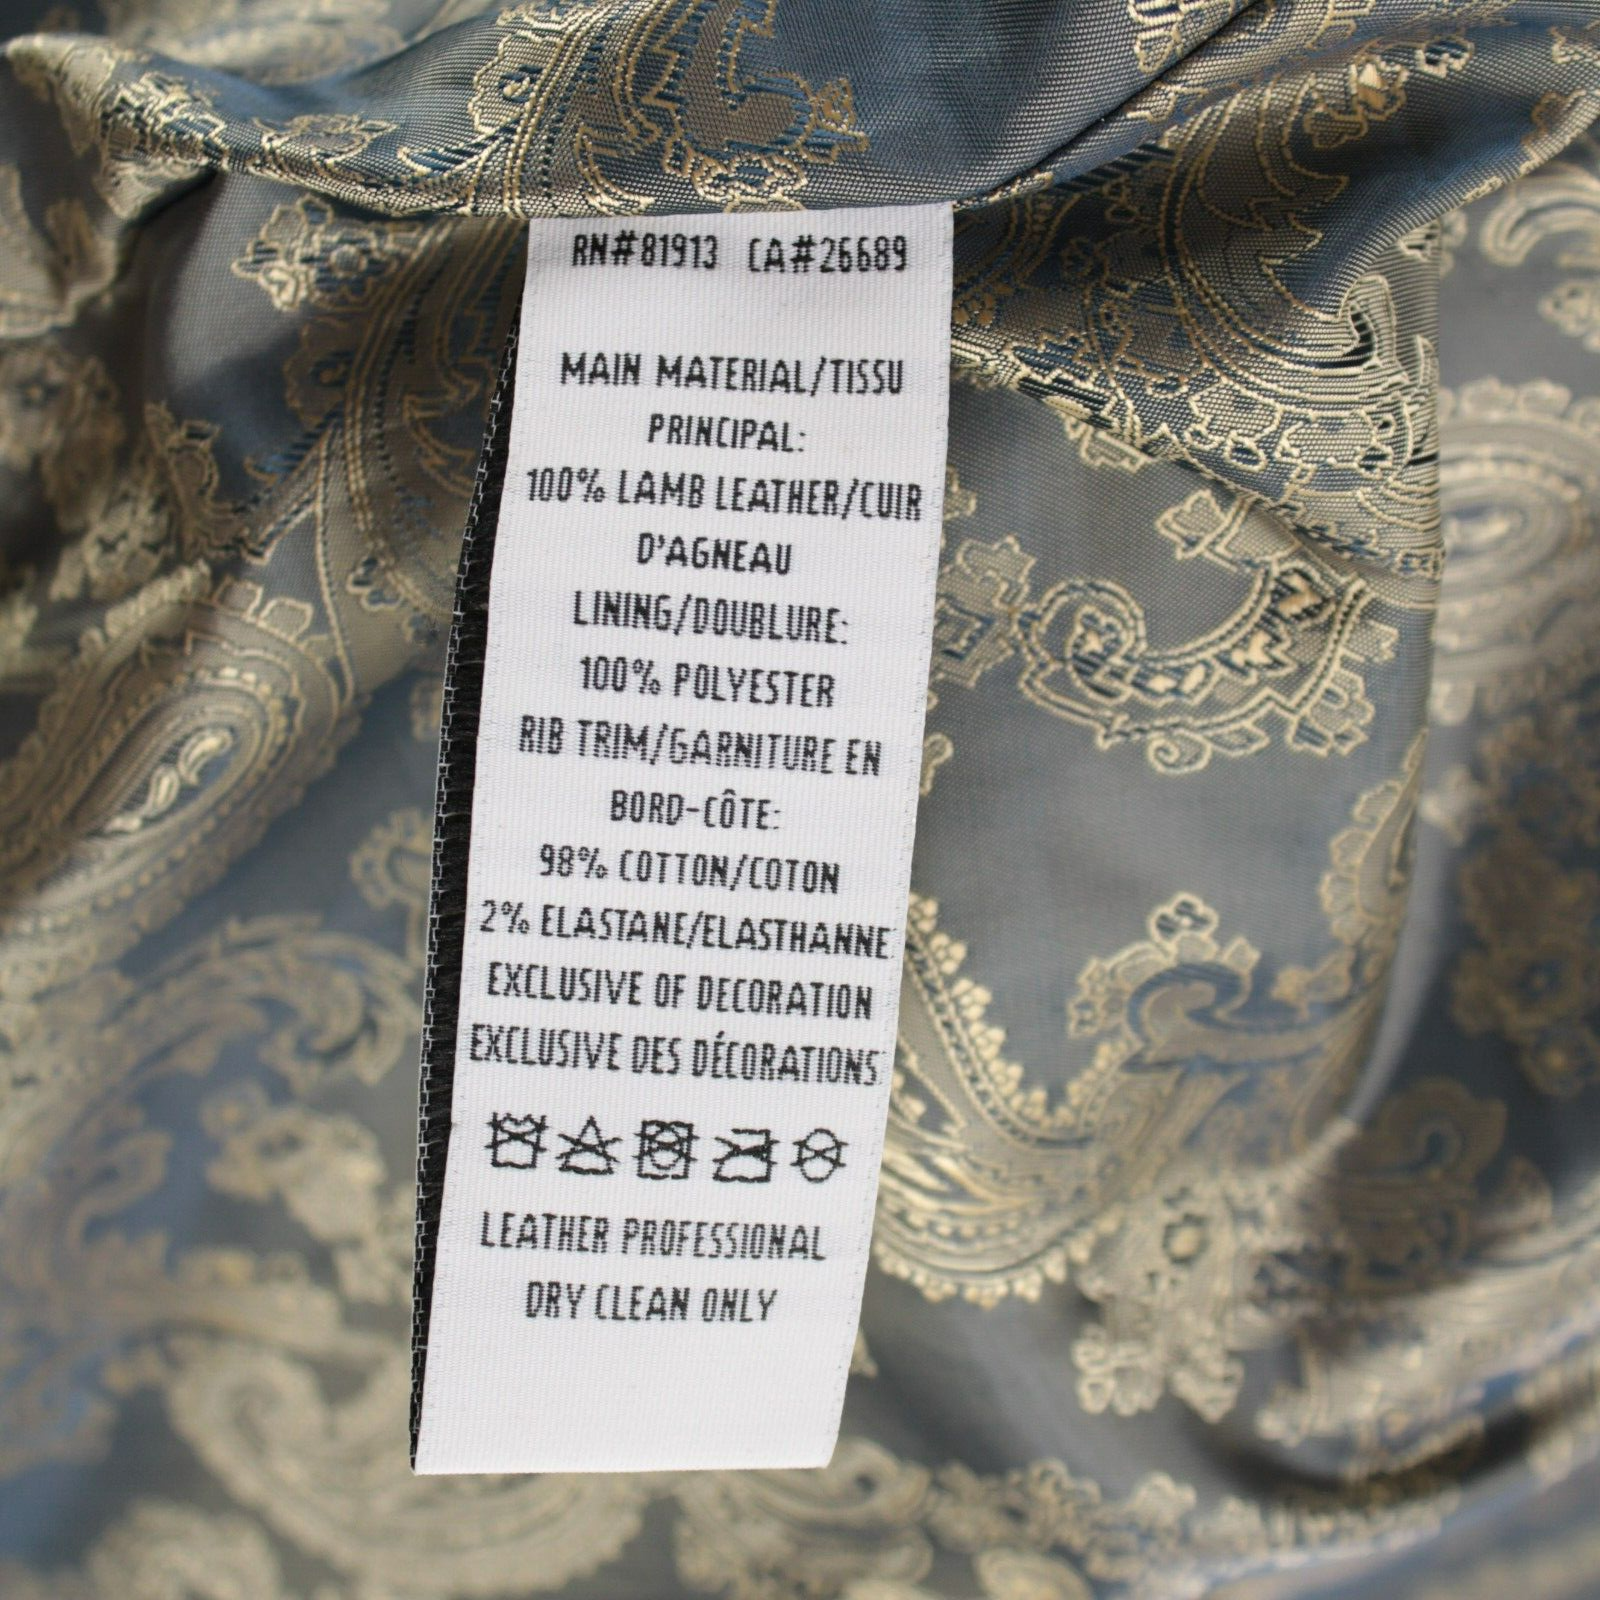 RN#81913 CA#26689
MAIN MATERIAL/TISSU
PRINCIPAL:
100% LAMB LEATHER/CUIR
D'AGNEAU
LINING/DOUBLURE:
100% POLYESTER
RIB TRIM/GARNITURE EN
BORD-CÔTE:
98% COTTON/COTON
2% ELASTANE/ELASTHANNE
EXCLUSIVE OF DECORATION
EXCLUSIVE DES DÉCORATIONS
LEATHER PROFESSIONAL
DRY CLEAN ONLY